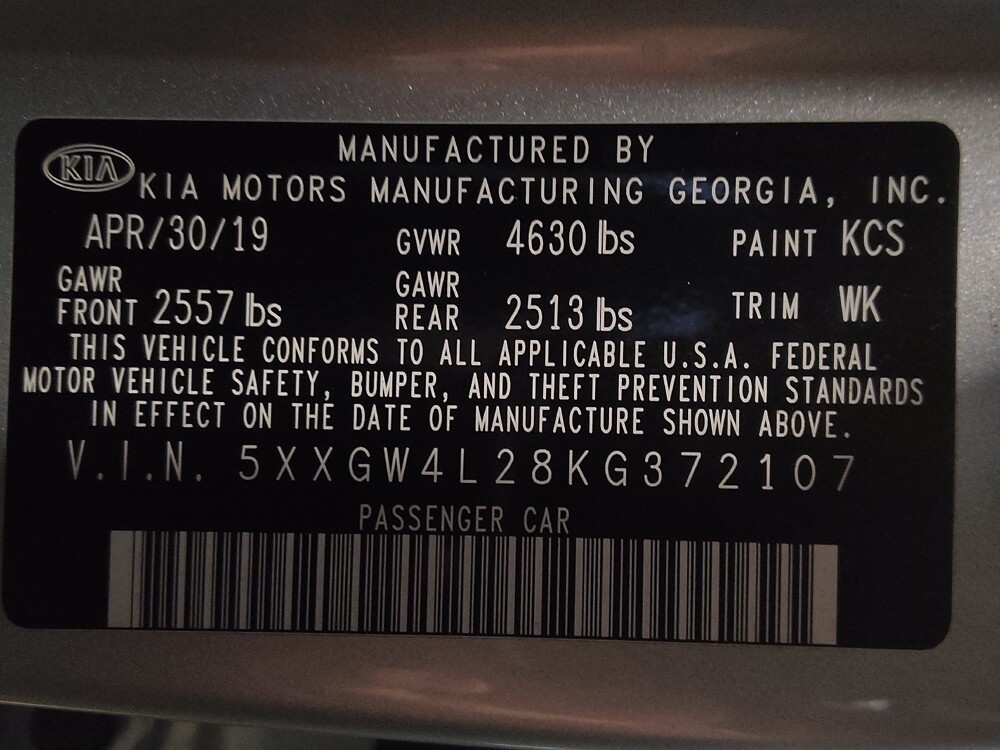 MANUFACTURED BY
KIA
KIA MOTORS MANUFACTURING GEORGIA, INC.
APR/30/19 GVWR 4630 lbs PAINT KCS
GAWR FRONT 2557 lbs GAWR REAR 2513 lbs TRIM WK
THIS VEHICLE CONFORMS TO ALL APPLICABLE U.S.A. FEDERAL
MOTOR VEHICLE SAFETY, BUMPER, AND THEFT PREVENTION STANDARDS
IN EFFECT ON THE DATE OF MANUFACTURE SHOWN ABOVE.
V.I.N. 5XXGW4L28KG372107
PASSENGER CAR